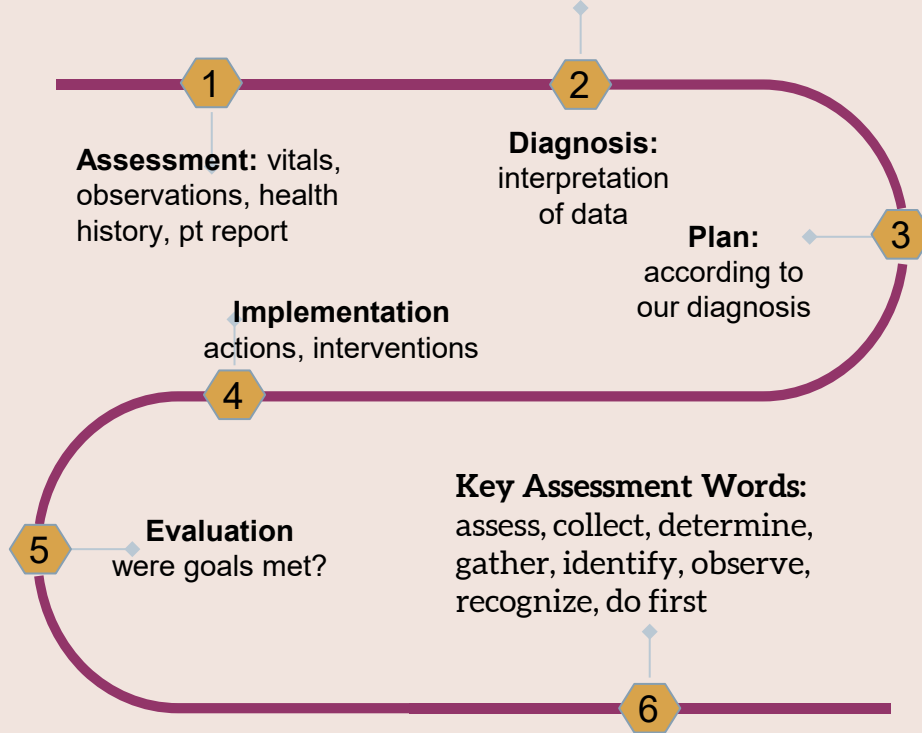 1
Assessment: vitals,
observations, health
history, pt report
2
Diagnosis:
interpretation
of data
3
Plan:
according to
our diagnosis
Implementation
actions, interventions
4
5
Evaluation
were goals met?
Key Assessment Words:
assess, collect, determine,
gather, identify, observe,
recognize, do first
6